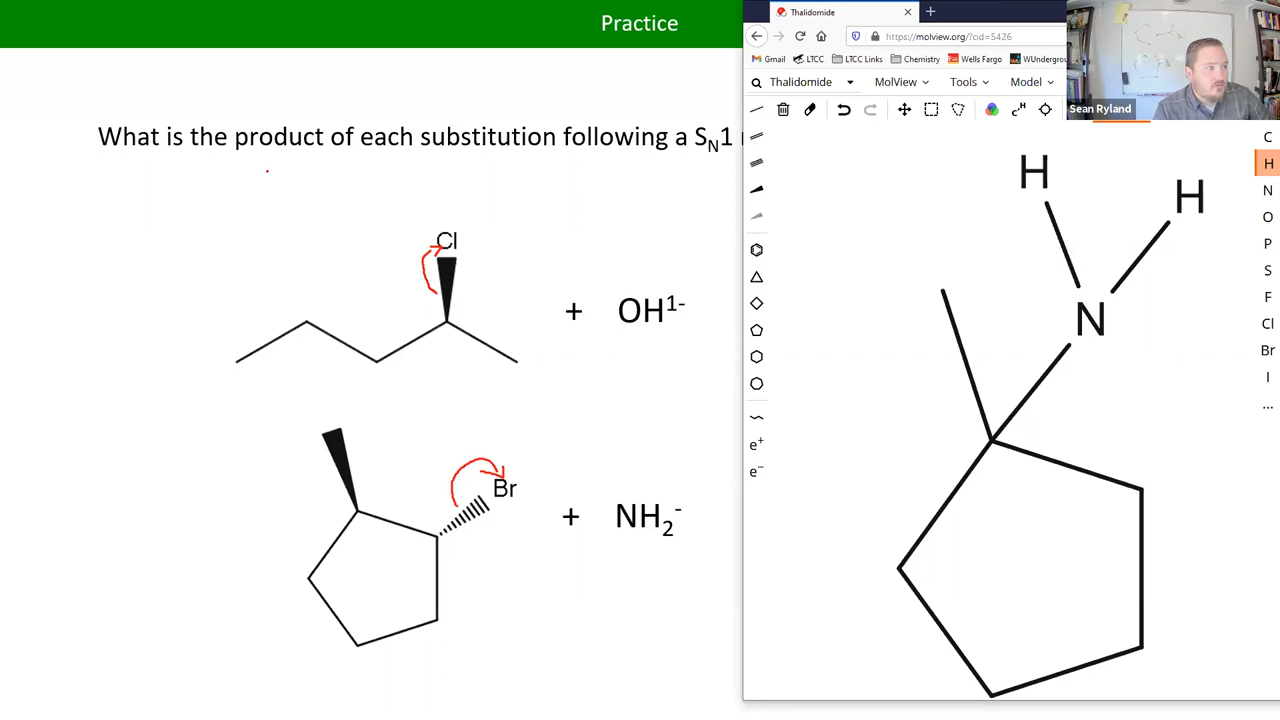 Practice
What is the product of each substitution following a SN1
Cl
+ OH1-
Br
+ NH2-
Thalidomide
https://molview.org/?cid=5426
Gmail LTCC LTCC Links Chemistry Wells Fargo WUndergrou
Thalidomide MolView Tools Model
Sean Ryland
H
H
N
e+
e-
C
H
N
O
P
S
F
Cl
Br
I
...